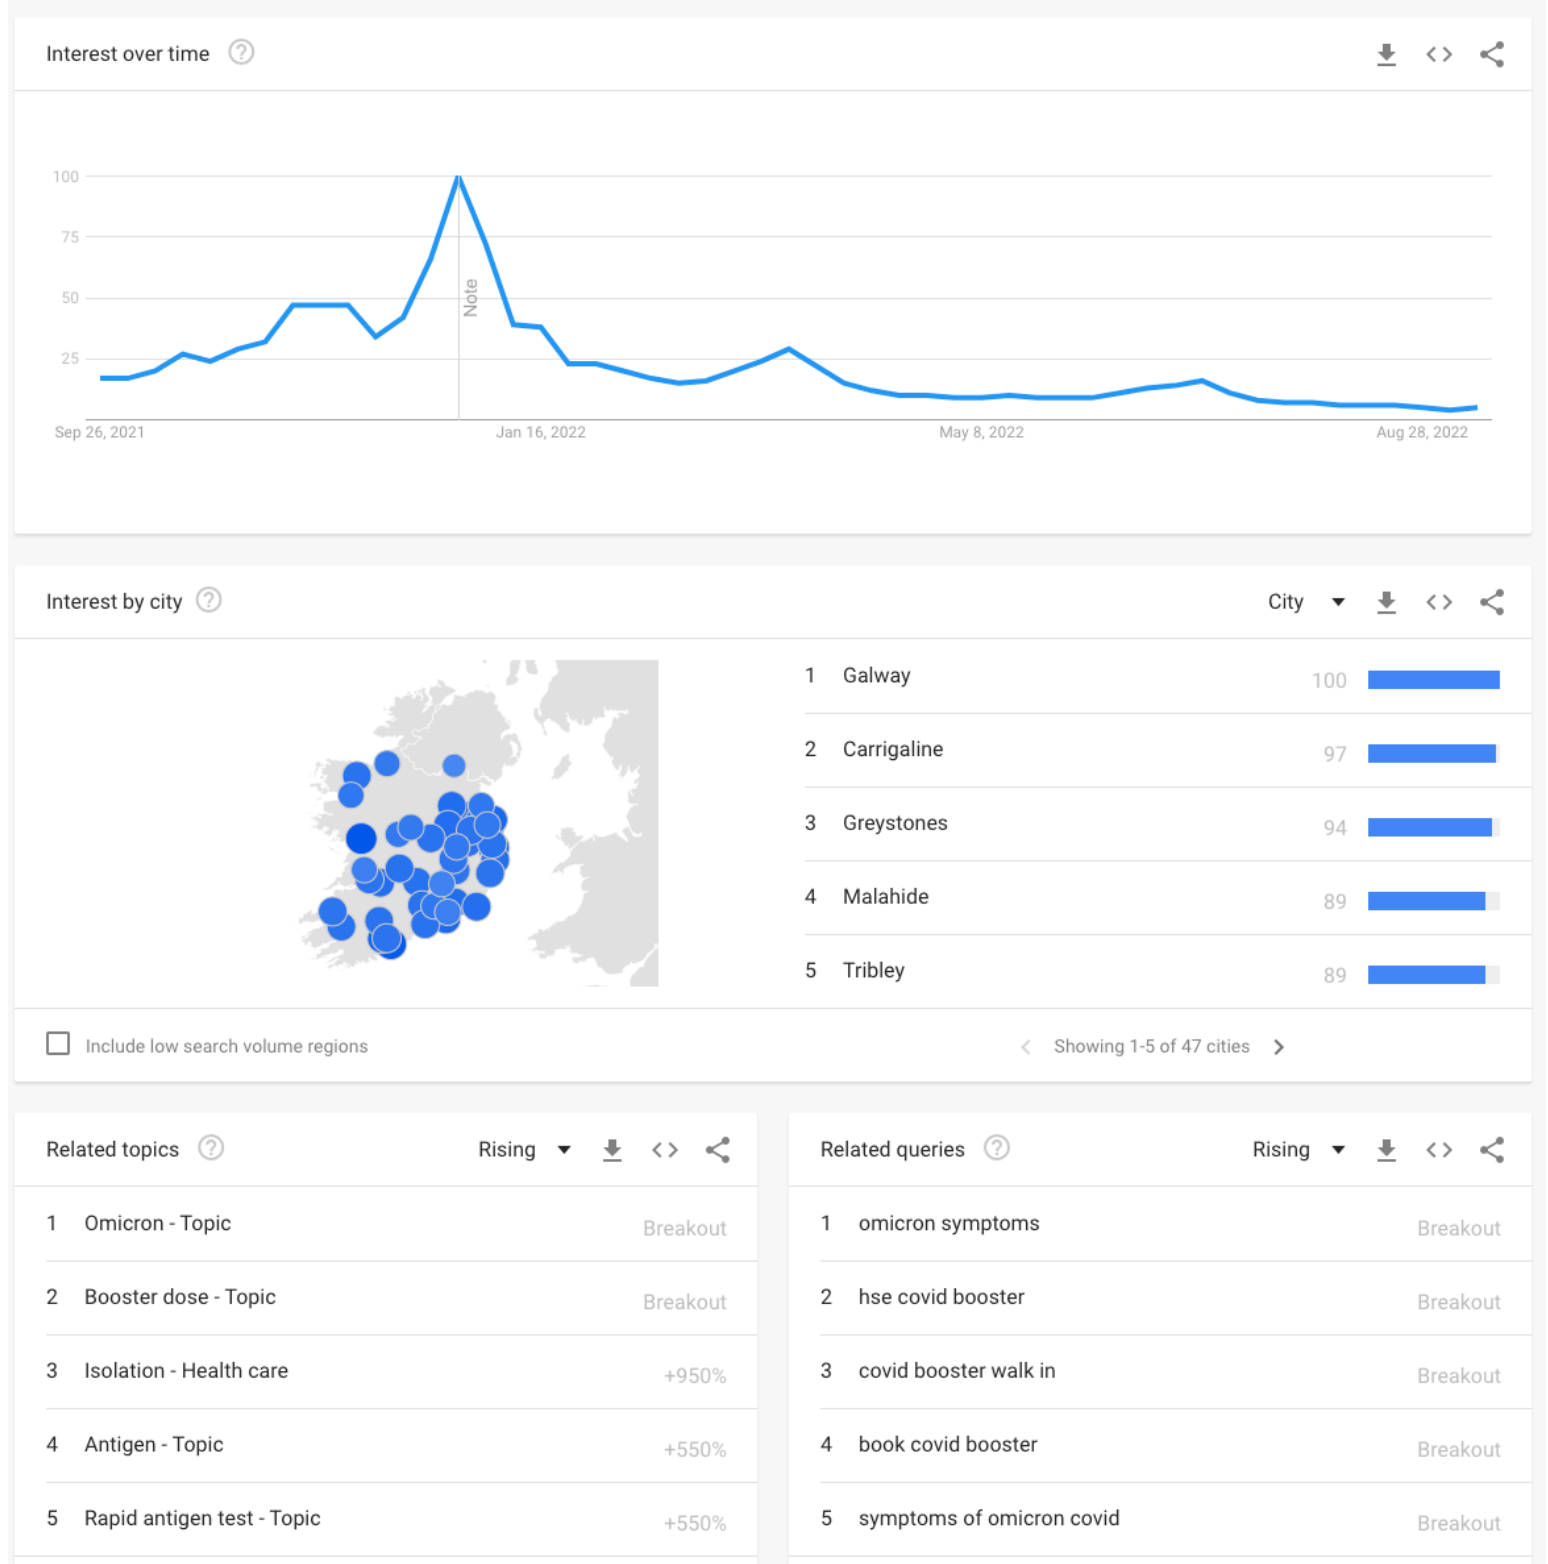 Interest over time
100
75
50
25
Note
Sep 26, 2021 Jan 16, 2022 May 8, 2022 Aug 28, 2022
Interest by city
City
1 Galway 100
2 Carrigaline 97
3 Greystones 94
4 Malahide 89
5 Tribley 89
Include low search volume regions
Showing 1-5 of 47 cities
Related topics
Rising
1 Omicron - Topic Breakout
2 Booster dose - Topic Breakout
3 Isolation - Health care +950%
4 Antigen - Topic +550%
5 Rapid antigen test - Topic +550%
Related queries
Rising
1 omicron symptoms Breakout
2 hse covid booster Breakout
3 covid booster walk in Breakout
4 book covid booster Breakout
5 symptoms of omicron covid Breakout